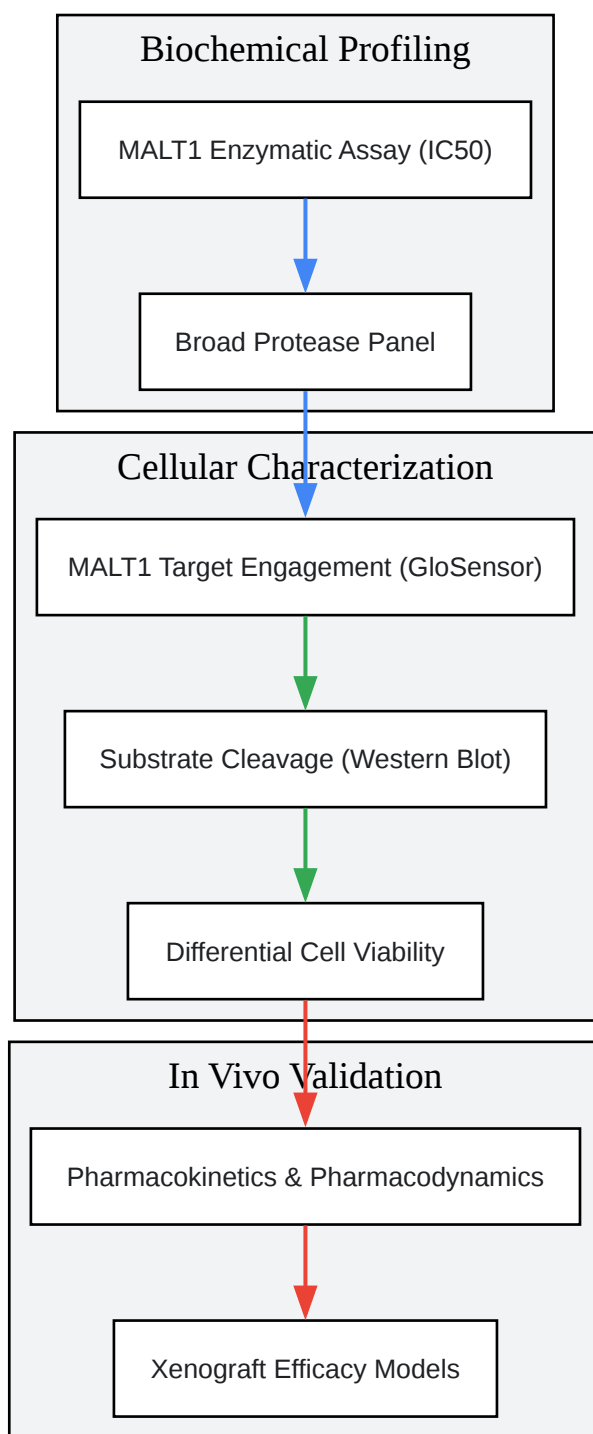 Biochemical Profiling
MALT1 Enzymatic Assay (IC50)
Broad Protease Panel
Cellular Characterization
MALT1 Target Engagement (GloSensor)
Substrate Cleavage (Western Blot)
Differential Cell Viability
In Vivo Validation
Pharmacokinetics & Pharmacodynamics
Xenograft Efficacy Models